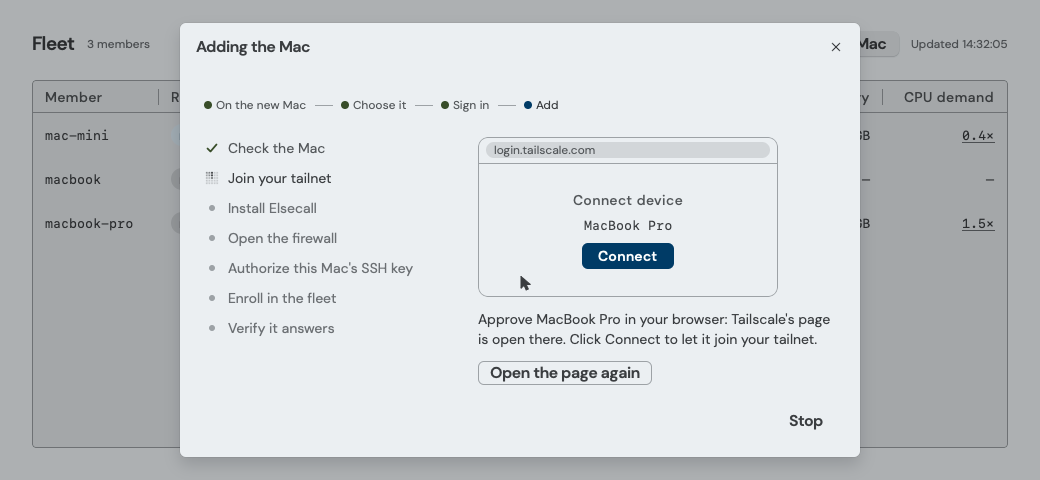 Fleet
3 members
Mac
Updated 14:32:05
Member
CPU demand
mac-mini
GB
0.4×
macbook
—
—
macbook-pro
GB
1.5×
Adding the Mac
×
On the new Mac — Choose it — Sign in — Add
Check the Mac
Join your tailnet
Install Elsecall
Open the firewall
Authorize this Mac's SSH key
Enroll in the fleet
Verify it answers
login.tailscale.com
Connect device
MacBook Pro
Connect
Approve MacBook Pro in your browser: Tailscale's page
is open there. Click Connect to let it join your tailnet.
Open the page again
Stop